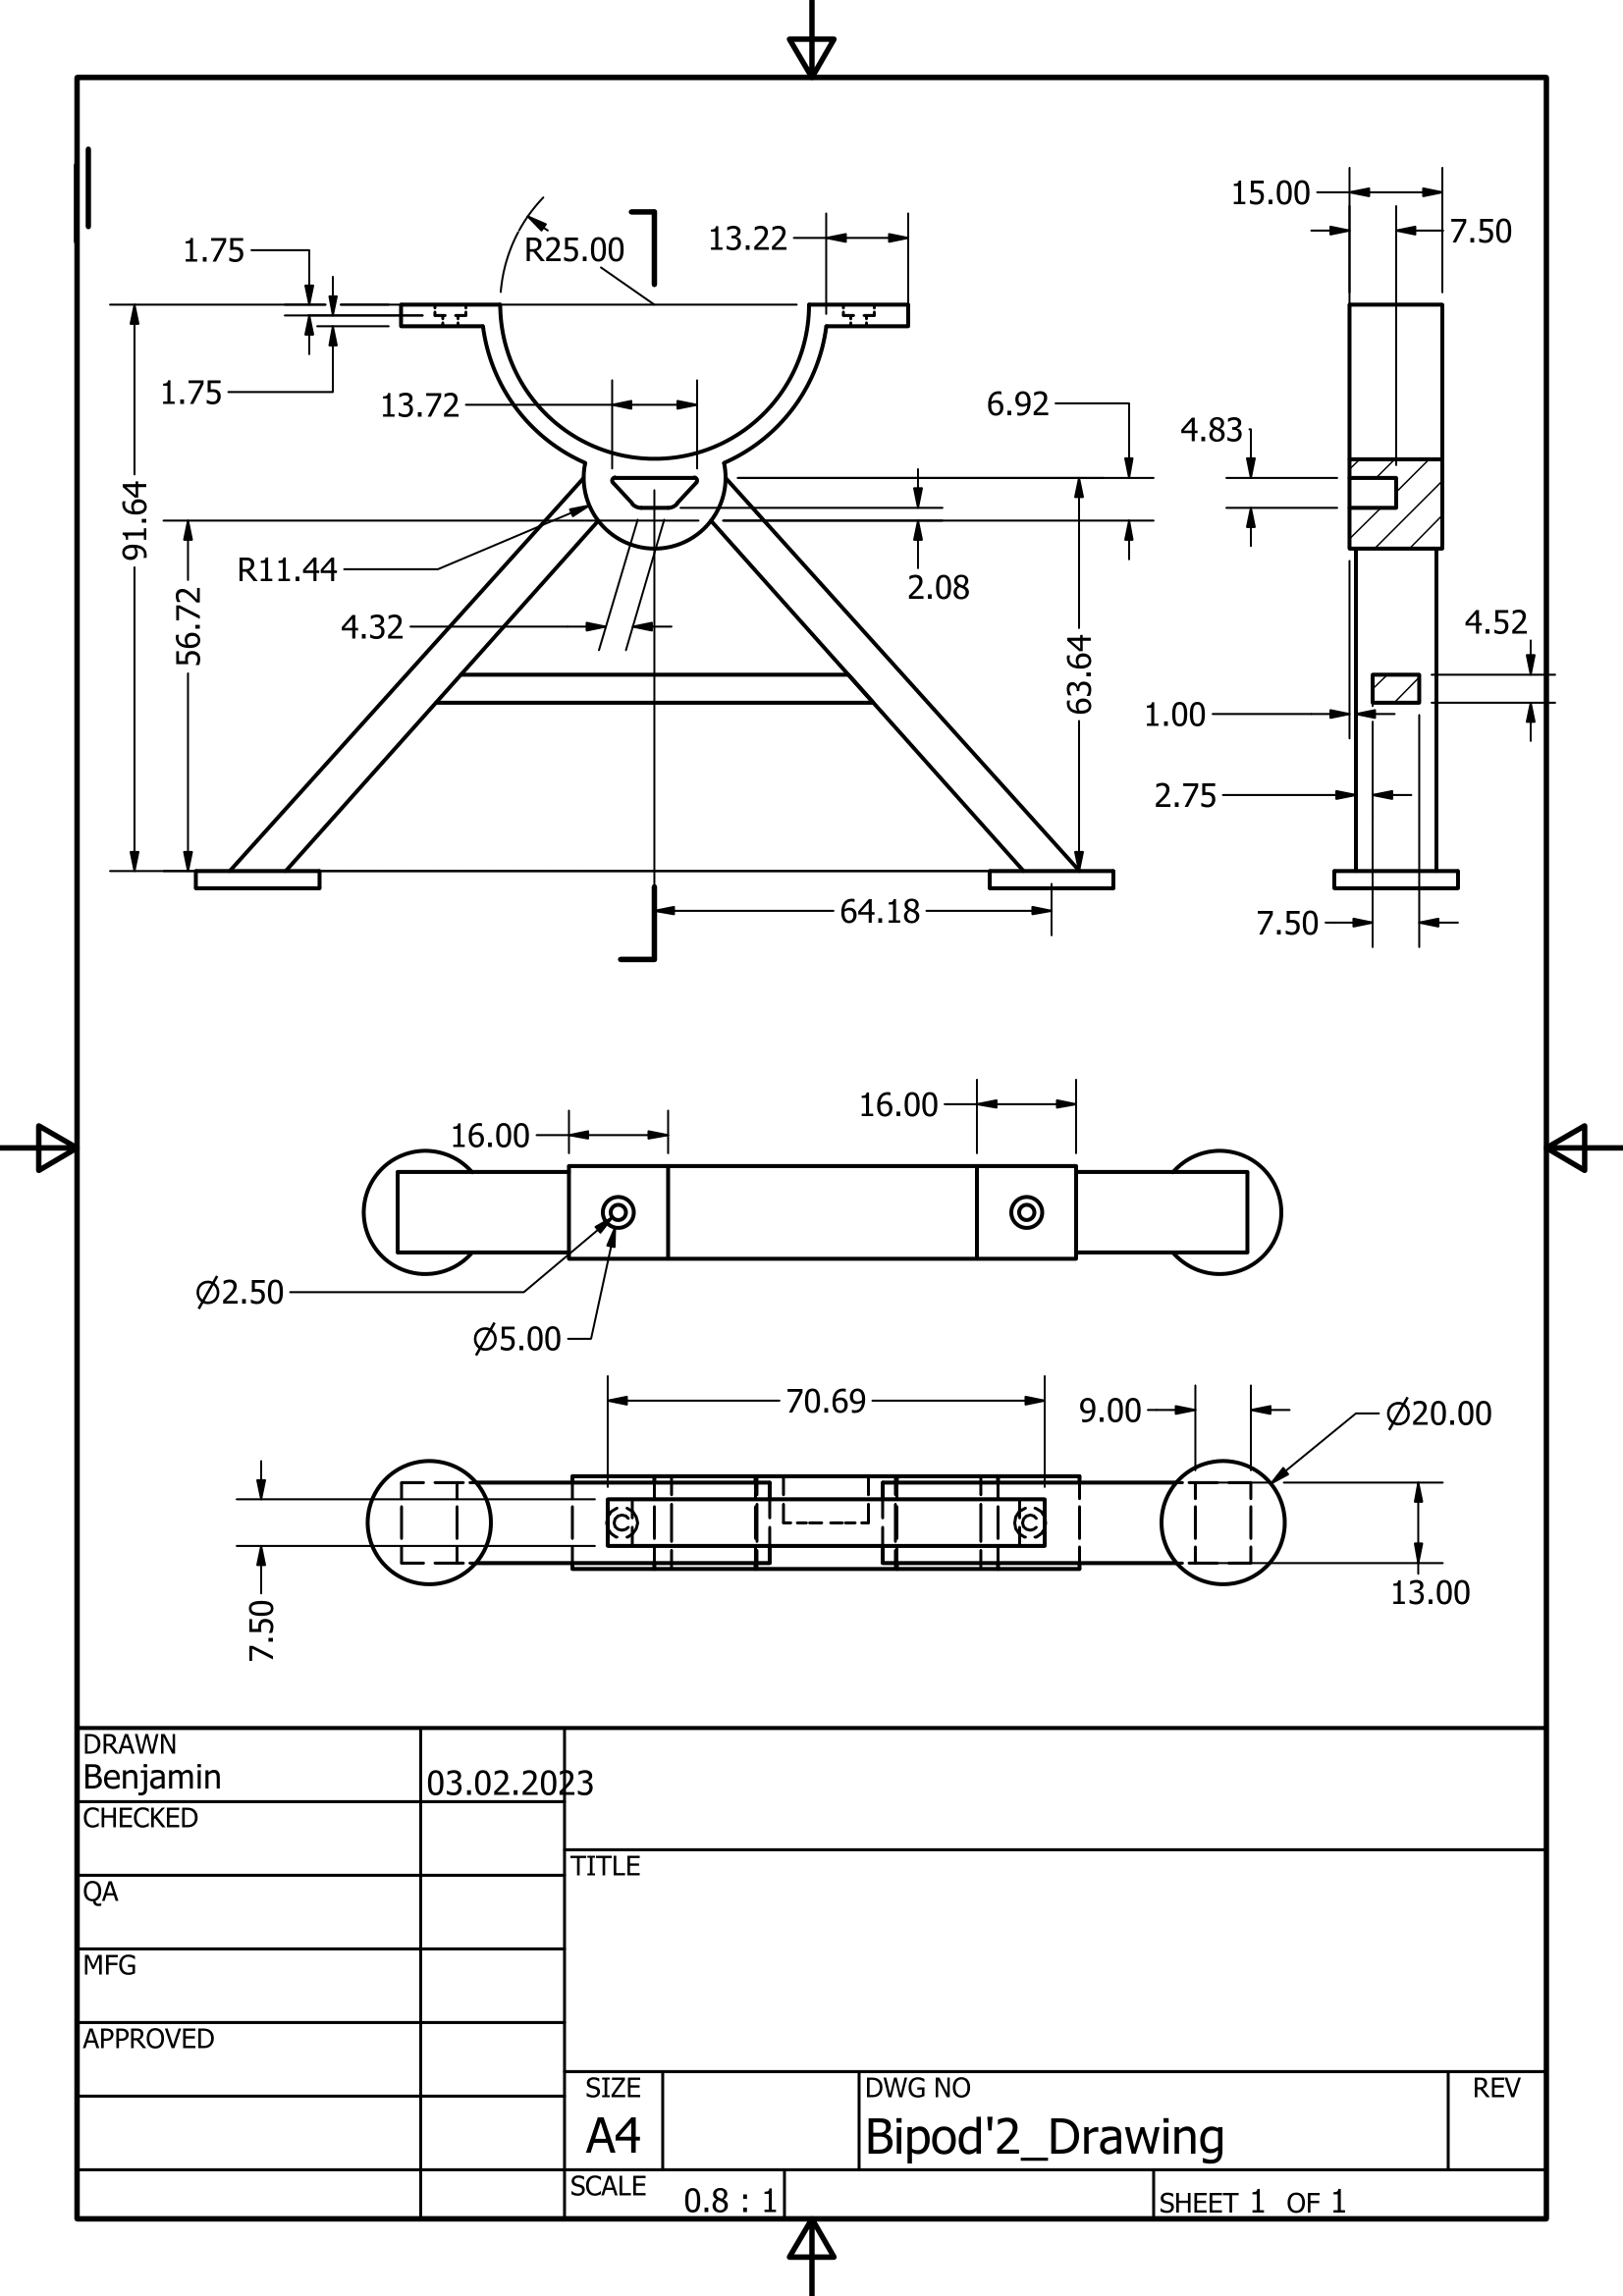 15.00
7.50
R25.00
13.22
1.75
1.75
13.72
6.92
4.83
91.64
R11.44
56.72
4.32
2.08
63.64
4.52
1.00
2.75
64.18
7.50
16.00
16.00
⌀2.50
⌀5.00
70.69
9.00
⌀20.00
7.50
13.00
DRAWN
Benjamin
03.02.2023
CHECKED
QA
MFG
APPROVED
TITLE
SIZE
A4
DWG NO
Bipod'2_Drawing
REV
SCALE
0.8 : 1
SHEET 1 OF 1